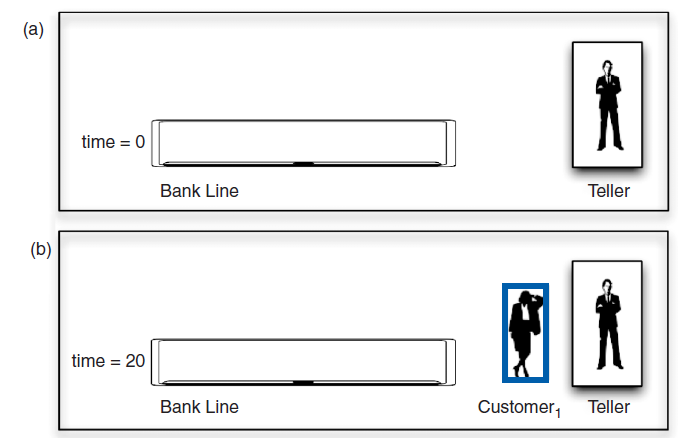 (a)
time = 0
Bank Line
Teller
(b)
time = 20
Bank Line
Customer₁
Teller